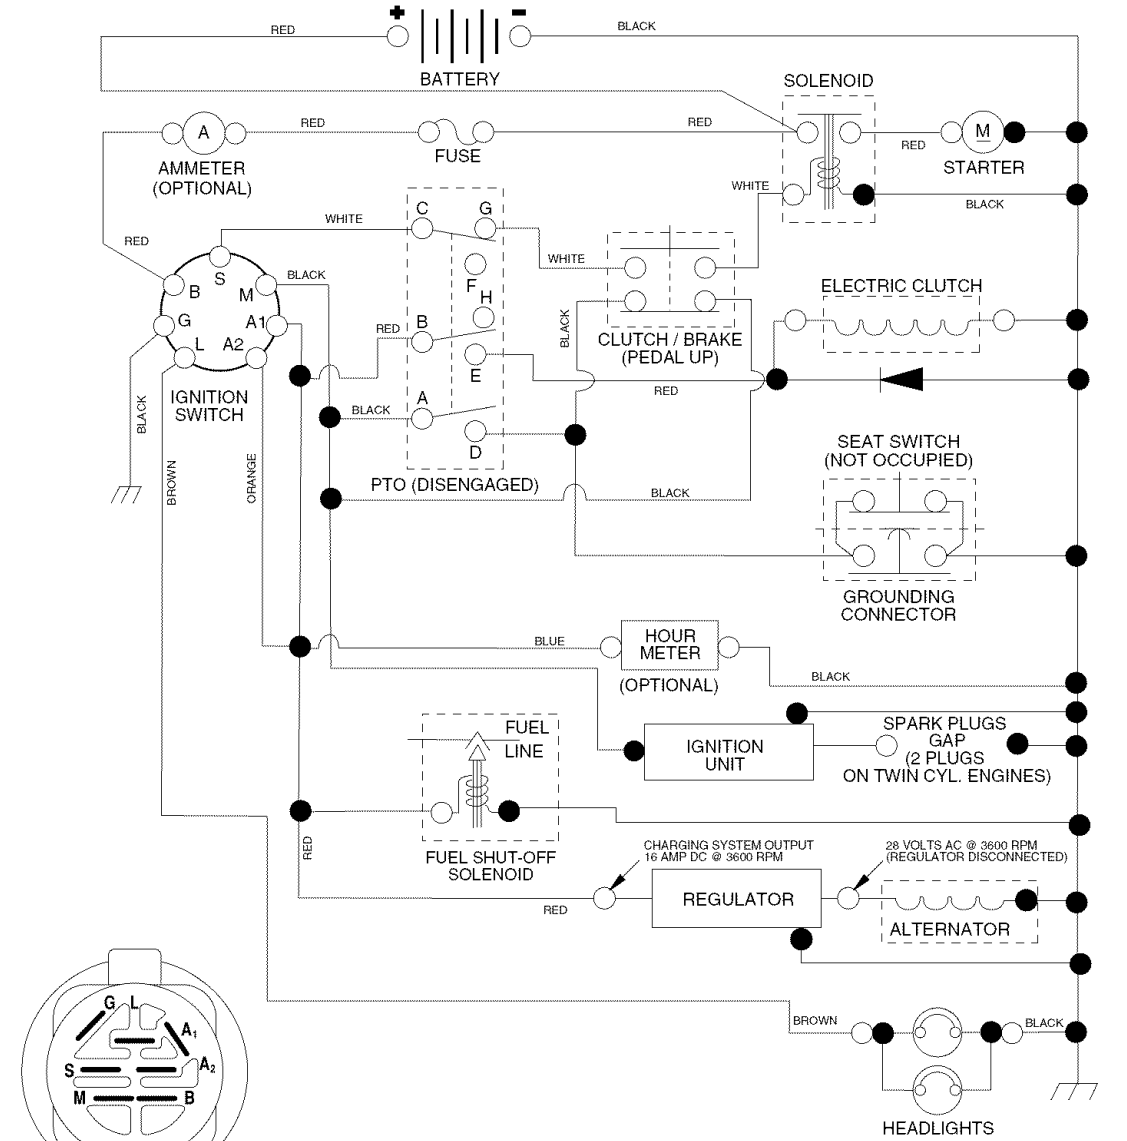 + -
RED
BLACK
BATTERY
SOLENOID
RED
RED
A
M
FUSE
RED
AMMETER
(OPTIONAL)
STARTER
WHITE
BLACK
C
G
WHITE
RED
WHITE
S
F
B
M
BLACK
ELECTRIC CLUTCH
H
G
A1
B
RED
BLACK
CLUTCH / BRAKE
(PEDAL UP)
L
A2
E
RED
IGNITION
SWITCH
A
BLACK
BLACK
D
SEAT SWITCH
(NOT OCCUPIED)
BROWN
ORANGE
PTO (DISENGAGED)
BLACK
GROUNDING
CONNECTOR
BLUE
HOUR
METER
(OPTIONAL)
BLACK
FUEL
LINE
IGNITION
UNIT
SPARK PLUGS
GAP
(2 PLUGS
ON TWIN CYL. ENGINES)
RED
FUEL SHUT-OFF
SOLENOID
CHARGING SYSTEM OUTPUT
16 AMP DC @ 3600 RPM
28 VOLTS AC @ 3600 RPM
(REGULATOR DISCONNECTED)
RED
REGULATOR
ALTERNATOR
G L
A1
A2
S
M
B
BROWN
BLACK
HEADLIGHTS